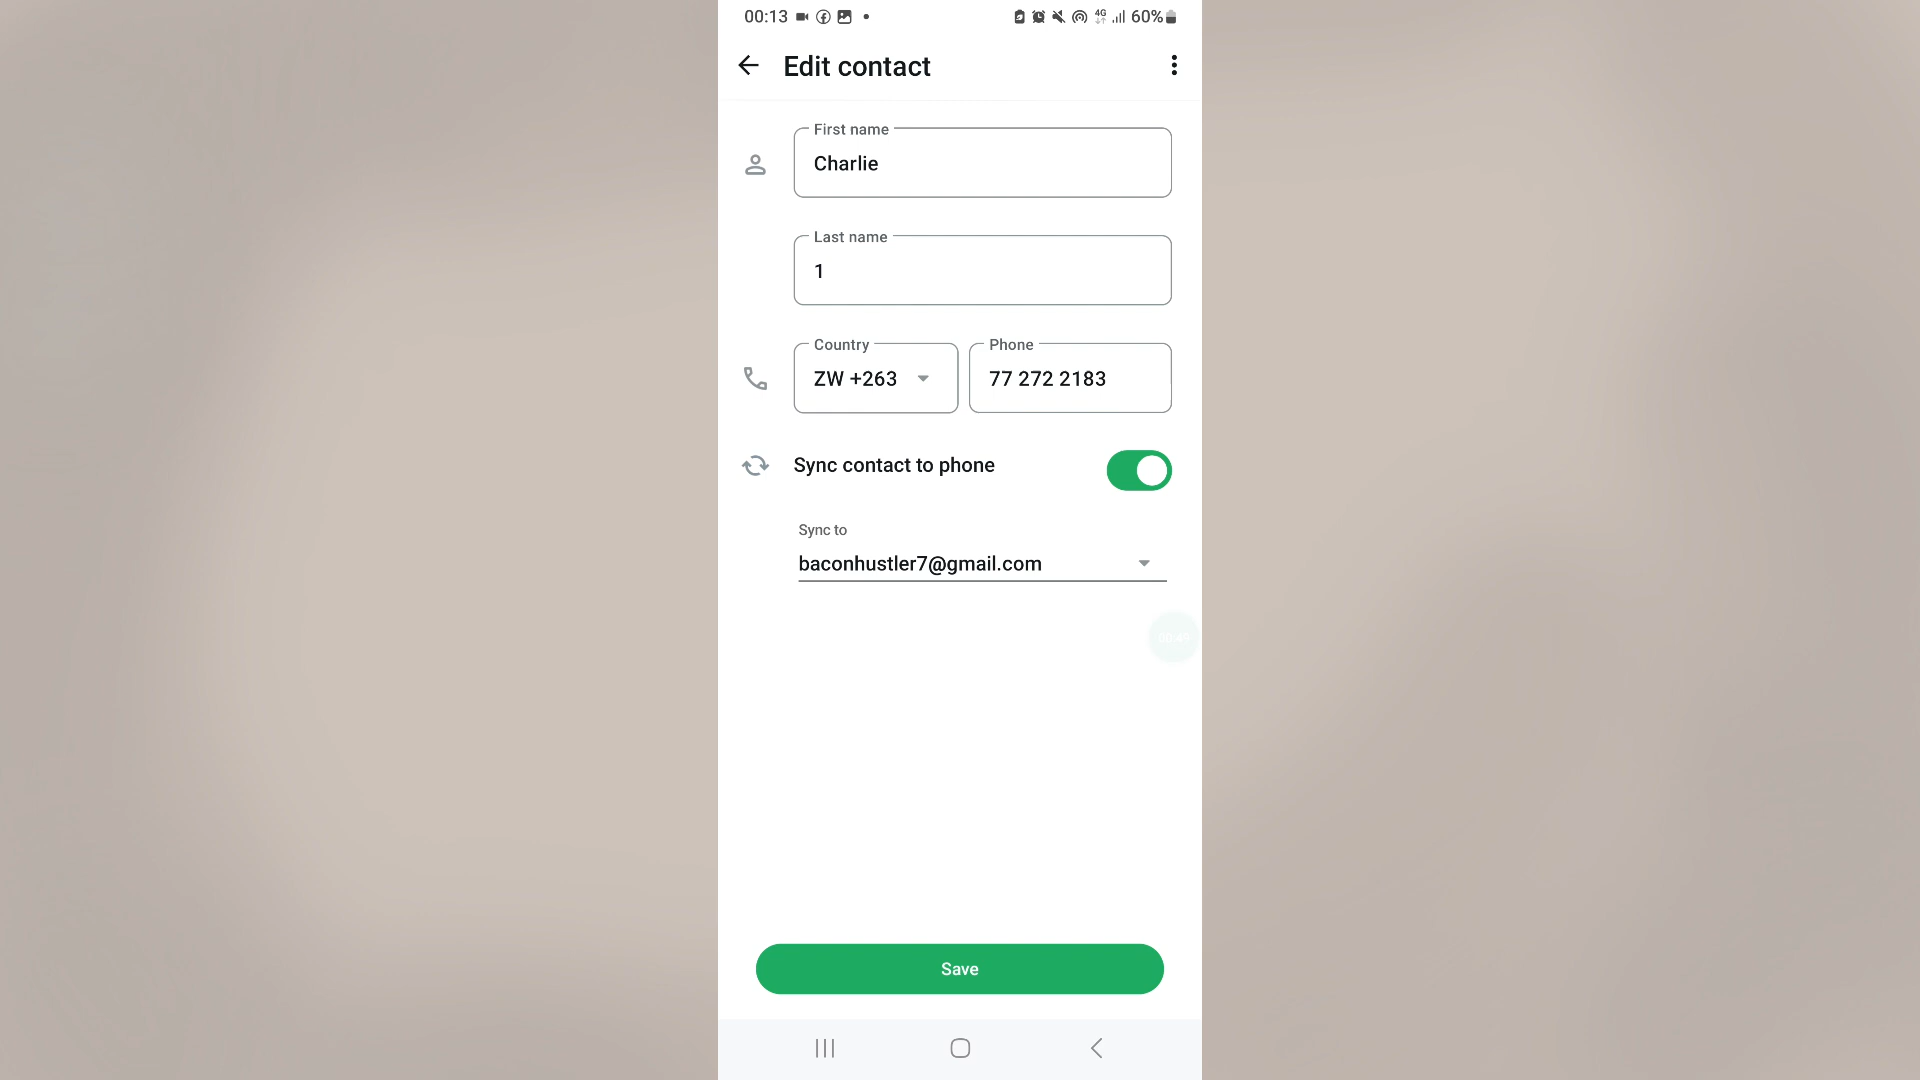 00:13
4G
60%
Edit contact
First name
Charlie
Last name
1
Country
ZW +263
Phone
77 272 2183
Sync contact to phone
Sync to
baconhustler7@gmail.com
Save